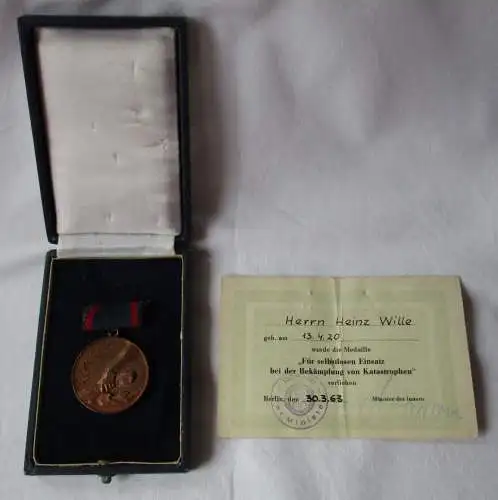 Herrn Heinz Wille
geb. am 13.4.20
wurde die Medaille
„Für selbstlosen Einsatz
bei der Bekämpfung von Katastrophen"
verliehen
Berlin, den 30.3.63 Minister des Innern